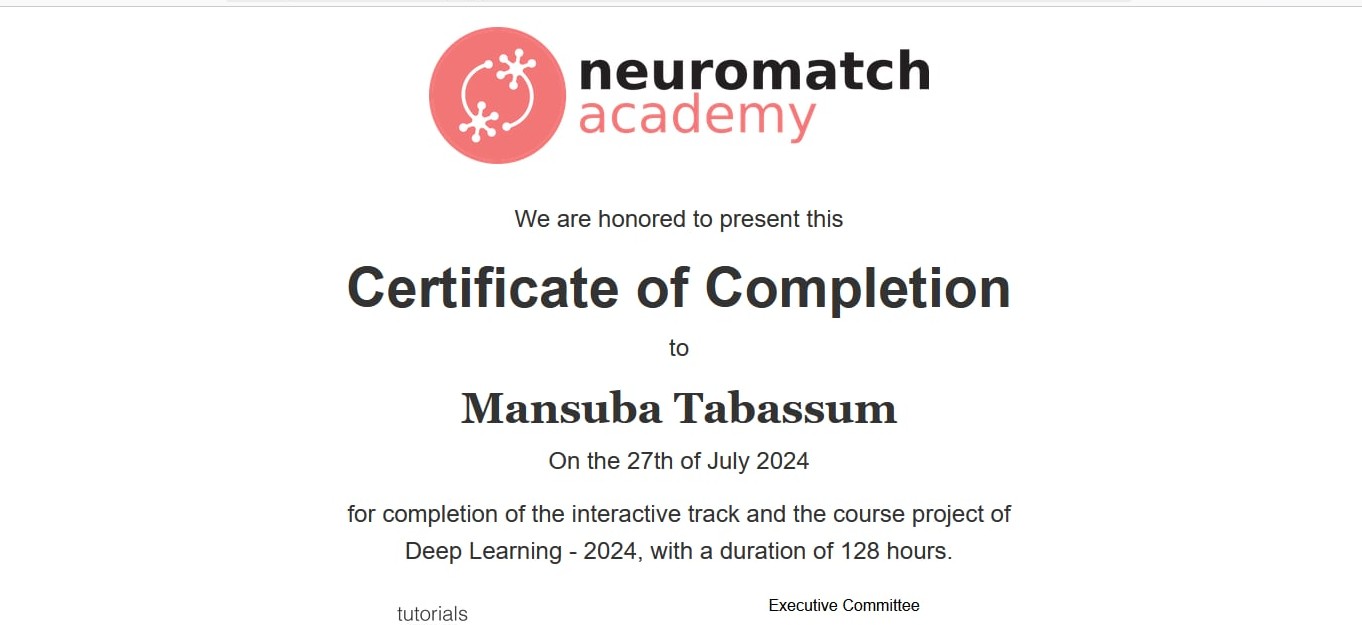 neuromatch
academy
We are honored to present this
Certificate of Completion
to
Mansuba Tabassum
On the 27th of July 2024
for completion of the interactive track and the course project of
Deep Learning - 2024, with a duration of 128 hours.
tutorials
Executive Committee